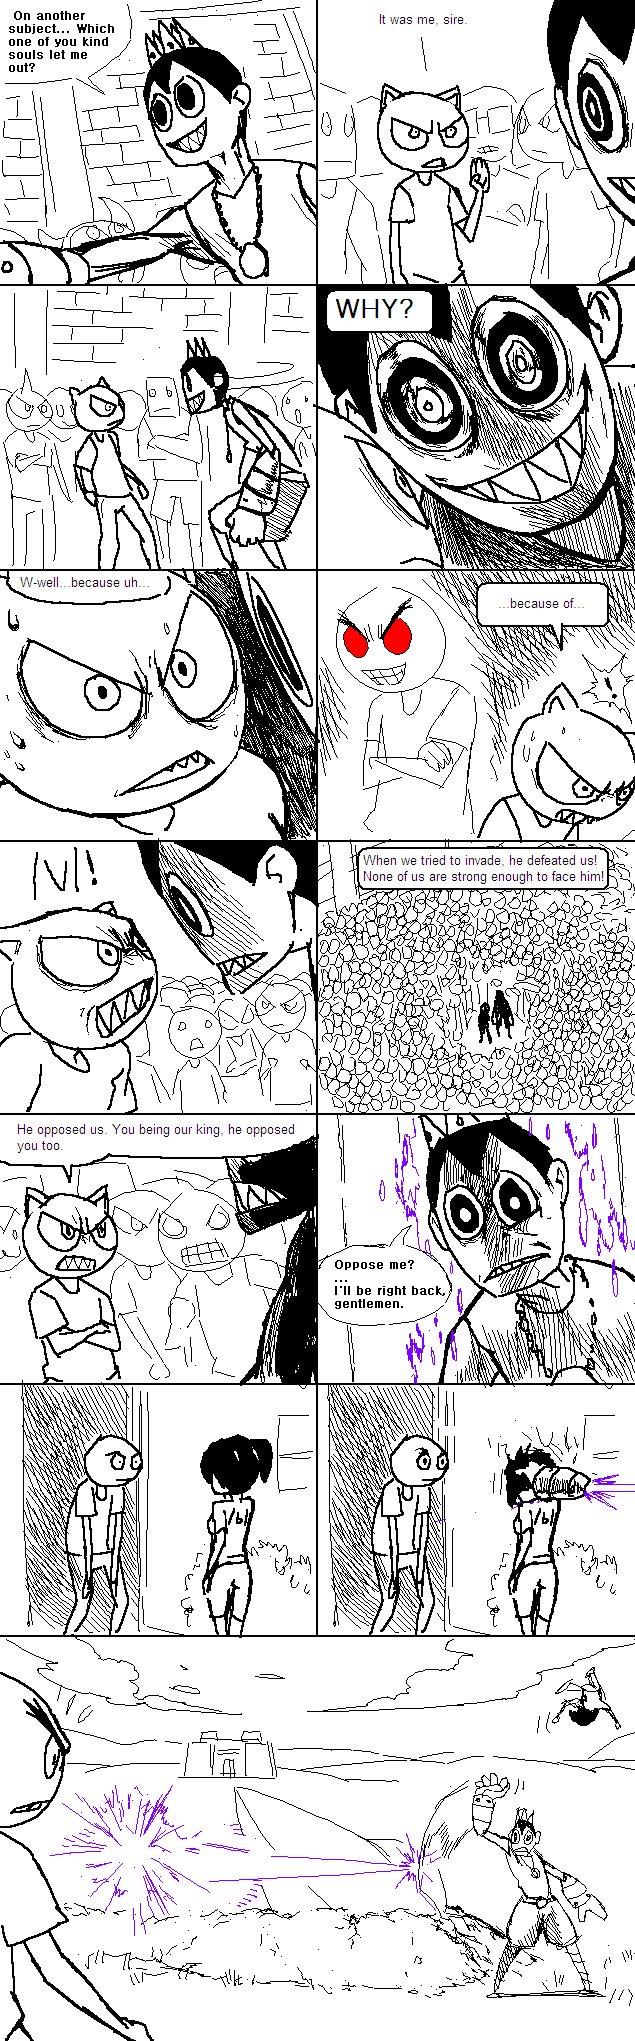 On another
subject... Which
one of you kind
souls let me
out?
It was me, sire.
WHY?
W-well...because uh...
...because of...
!
When we tried to invade, he defeated us!
None of us are strong enough to face him!
He opposed us. You being our king, he opposed
you too.
Oppose me?
...
I'll be right back,
gentlemen.
/b/
/b/